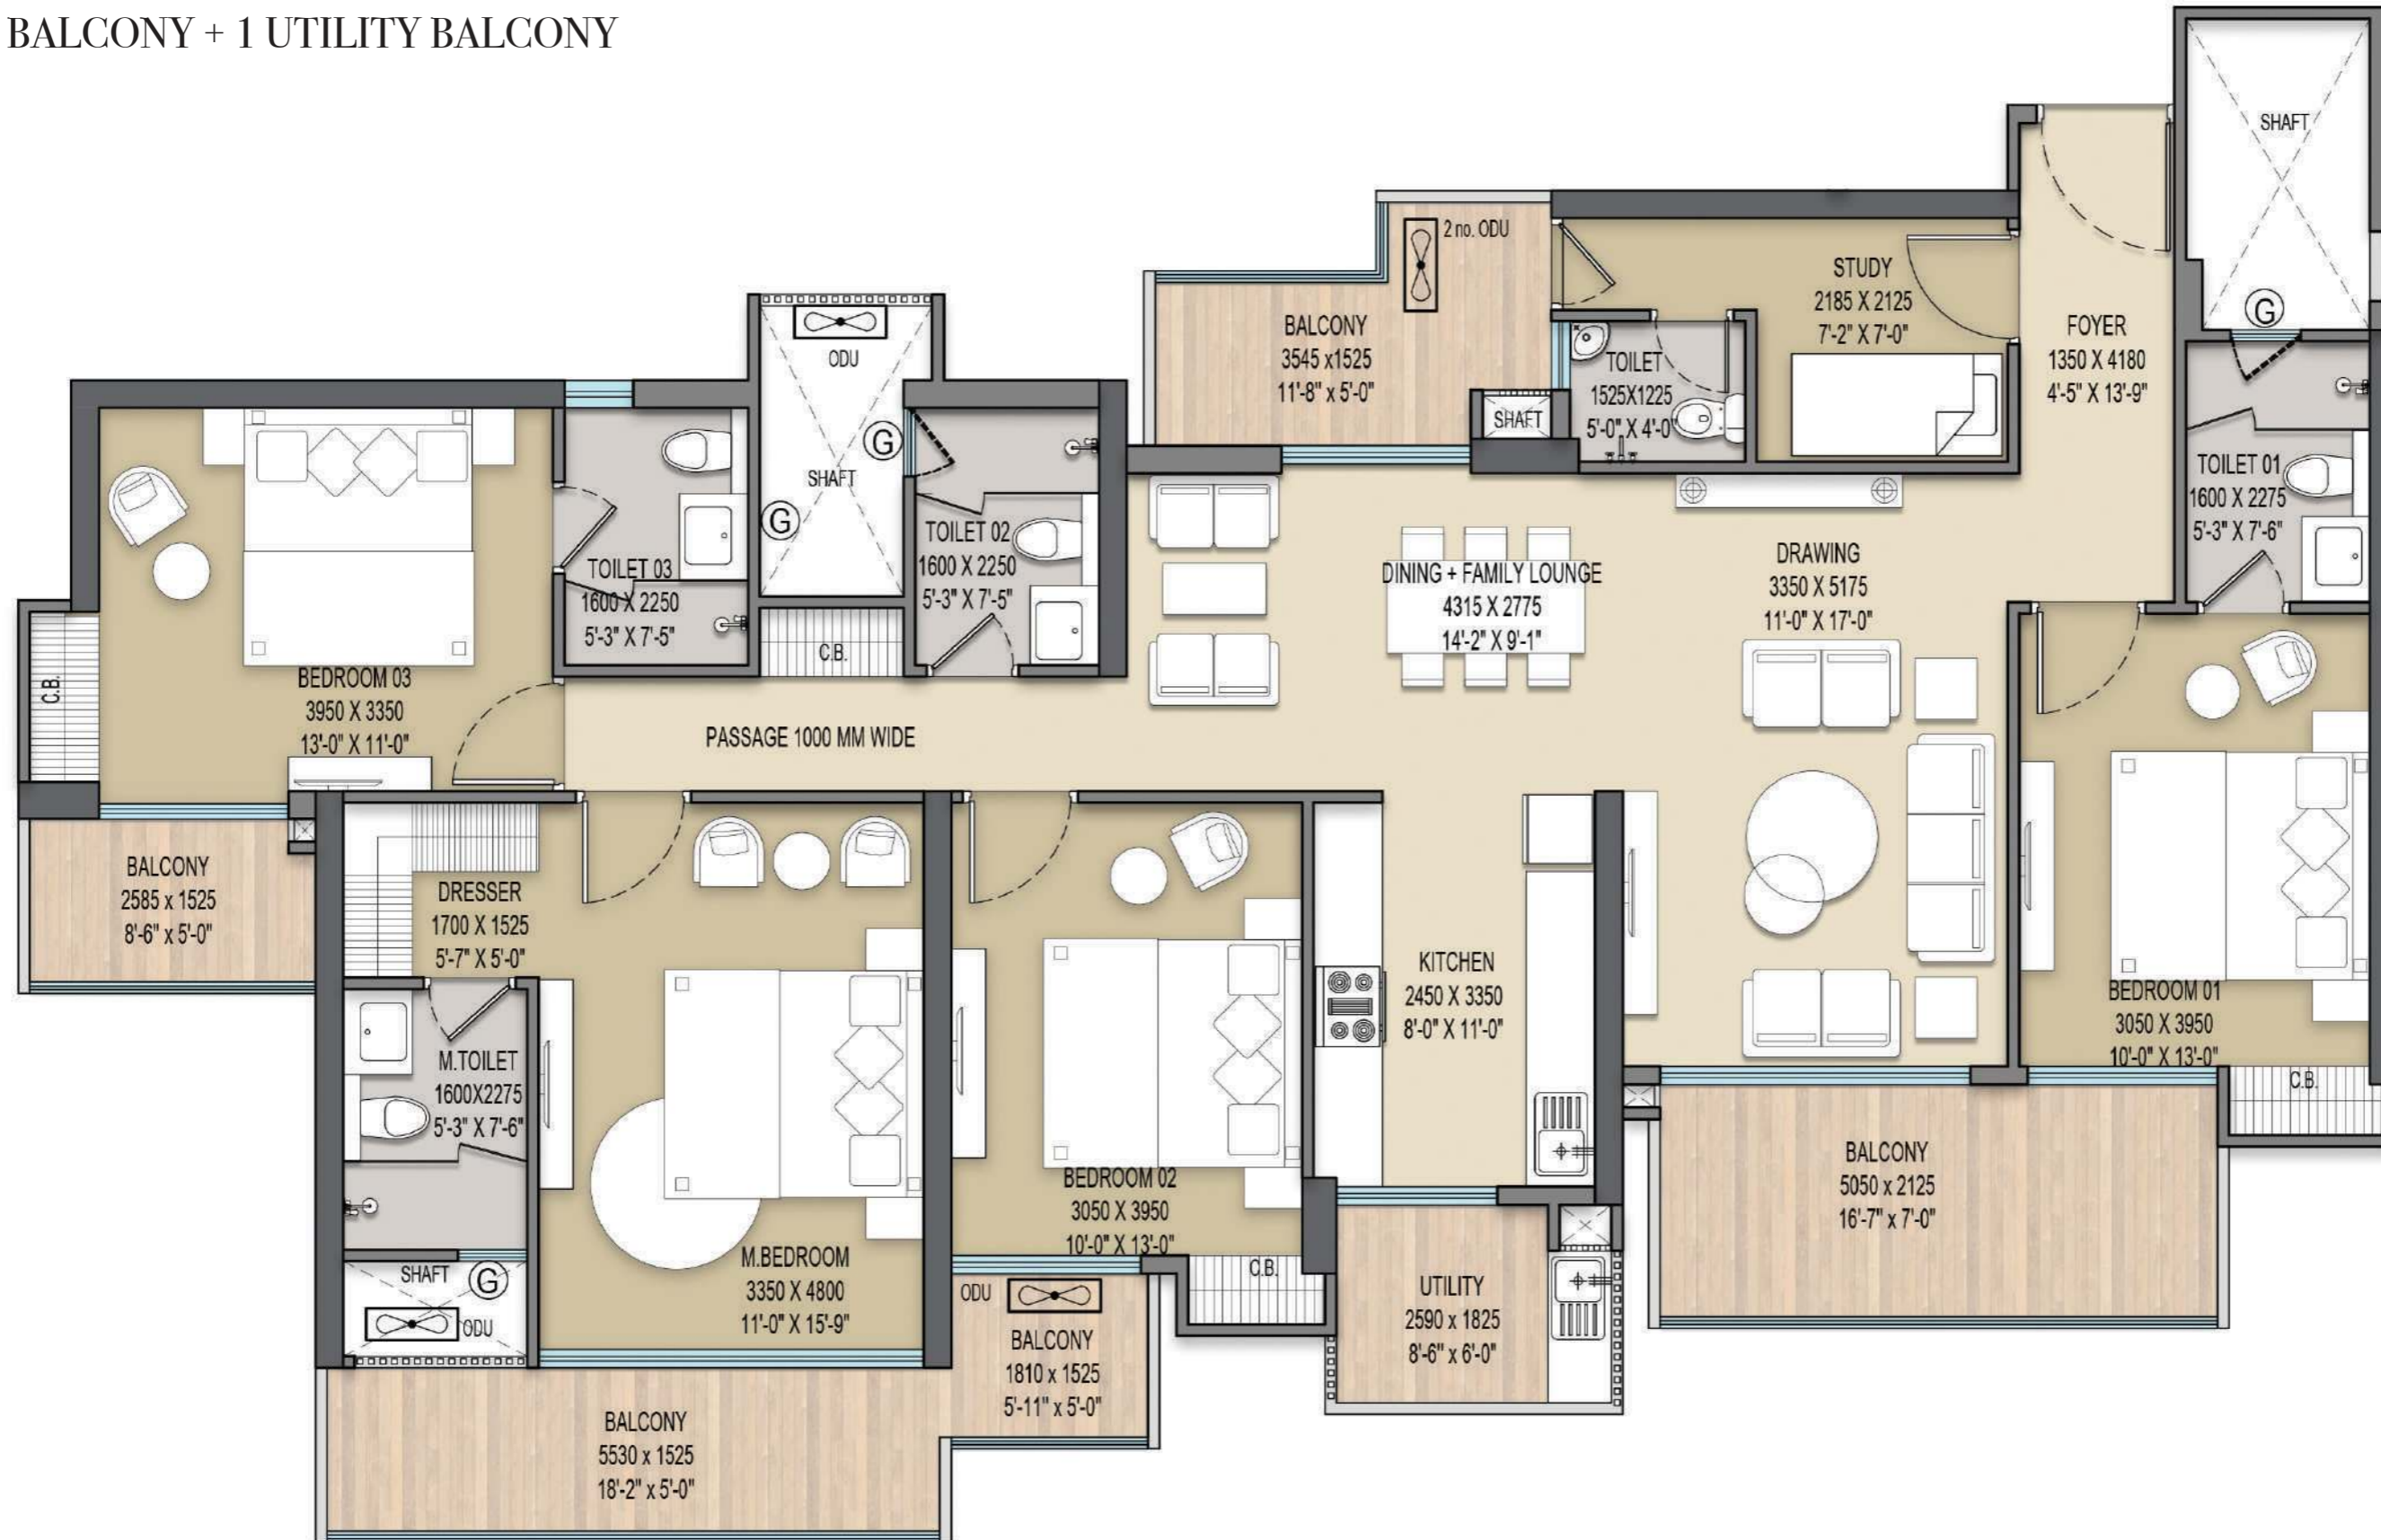 BALCONY + 1 UTILITY BALCONY
SHAFT
G
2 no. ODU
BALCONY
3545 x1525
11'-8" x 5'-0"
SHAFT
STUDY
2185 X 2125
7'-2" X 7'-0"
TOILET
1525X1225
5'-0" X 4'-0"
FOYER
1350 X 4180
4'-5" X 13'-9"
TOILET 01
1600 X 2275
5'-3" X 7'-6"
ODU
SHAFT
G
G
TOILET 03
1600 X 2250
5'-3" X 7'-5"
C.B.
TOILET 02
1600 X 2250
5'-3" X 7'-5"
DINING + FAMILY LOUNGE
4315 X 2775
14'-2" X 9'-1"
DRAWING
3350 X 5175
11'-0" X 17'-0"
C.B.
BEDROOM 03
3950 X 3350
13'-0" X 11'-0"
PASSAGE 1000 MM WIDE
BALCONY
2585 x 1525
8'-6" x 5'-0"
DRESSER
1700 X 1525
5'-7" X 5'-0"
M.TOILET
1600X2275
5'-3" X 7'-6"
SHAFT
G
ODU
M.BEDROOM
3350 X 4800
11'-0" X 15'-9"
BEDROOM 02
3050 X 3950
10'-0" X 13'-0"
C.B.
KITCHEN
2450 X 3350
8'-0" X 11'-0"
BEDROOM 01
3050 X 3950
10'-0" X 13'-0"
C.B.
BALCONY
5050 x 2125
16'-7" x 7'-0"
ODU
BALCONY
1810 x 1525
5'-11" x 5'-0"
UTILITY
2590 x 1825
8'-6" x 6'-0"
BALCONY
5530 x 1525
18'-2" x 5'-0"